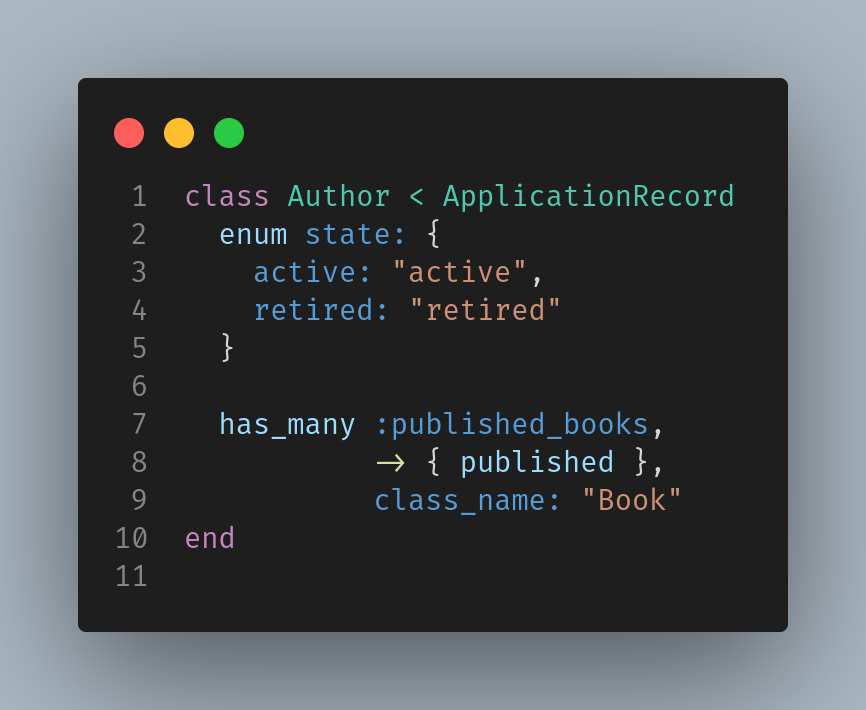 1 class Author < ApplicationRecord
2   enum state: {
3     active: "active",
4     retired: "retired"
5   }
6
7   has_many :published_books,
8            -> { published },
9            class_name: "Book"
10 end
11